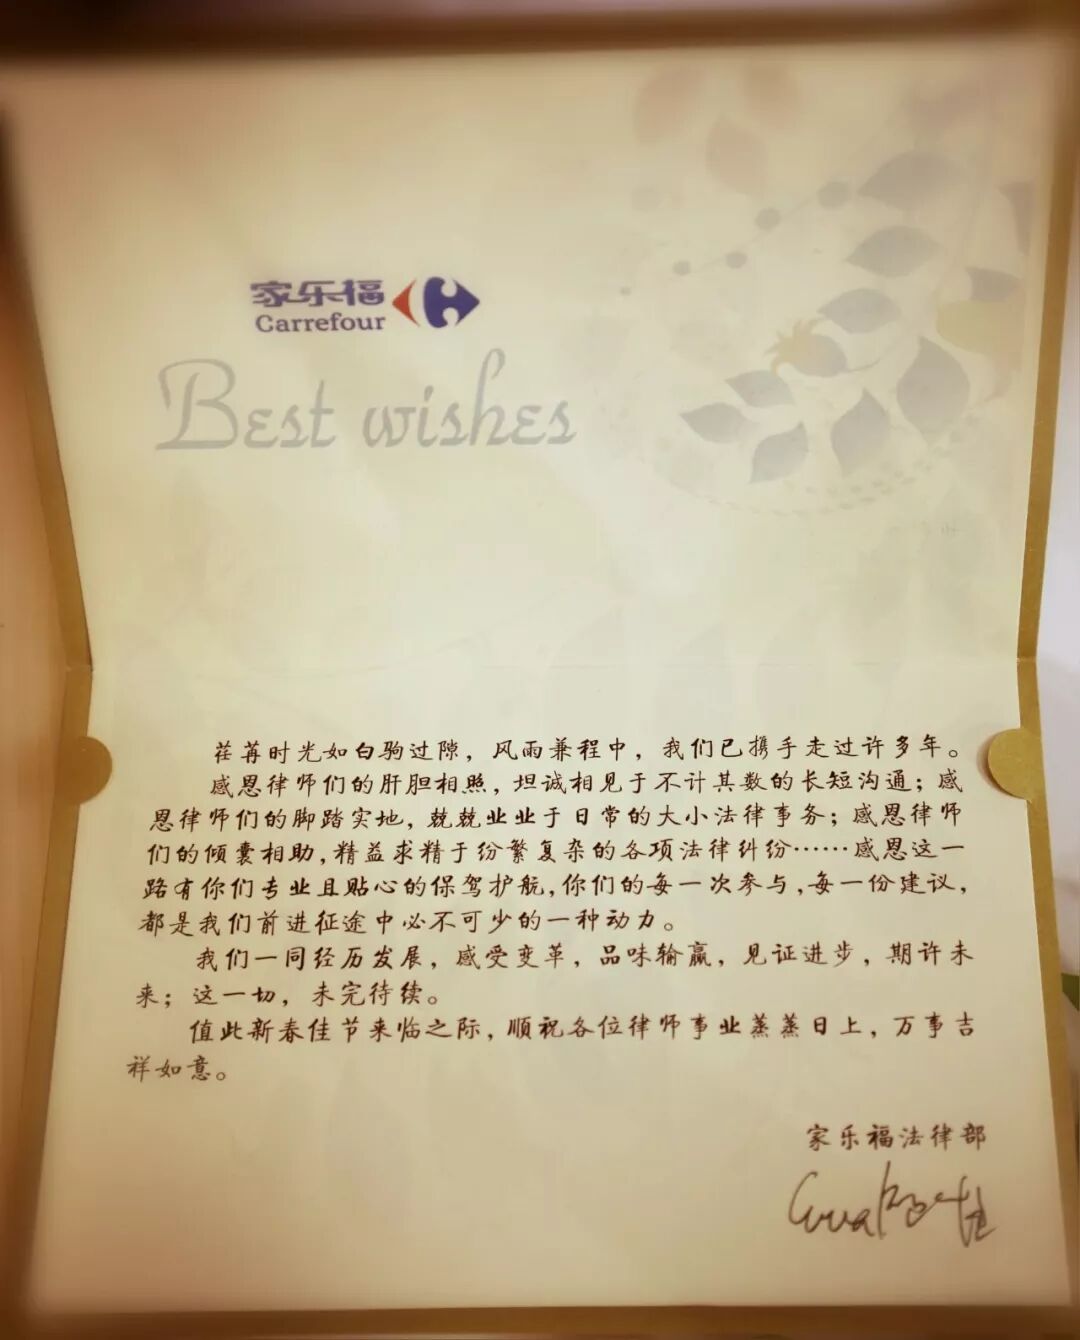 家乐福
Carrefour
Best wishes
荏苒时光如白驹过隙，风雨兼程中，我们已携手走过许多年。
感恩律师们的肝胆相照，坦诚相见于不计其数的长短沟通；感
恩律师们的脚踏实地，兢兢业业于日常的大小法律事务；感恩律师
们的倾囊相助，精益求精于纷繁复杂的各项法律纠纷……感恩这一
路有你们专业且贴心的保驾护航，你们的每一次参与，每一份建议，
都是我们前进征途中必不可少的一种动力。
我们一同经历发展，感受变革，品味输赢，见证进步，期许未
来；这一切，未完待续。
值此新春佳节来临之际，顺祝各位律师事业蒸蒸日上，万事吉
祥如意。
家乐福法律部